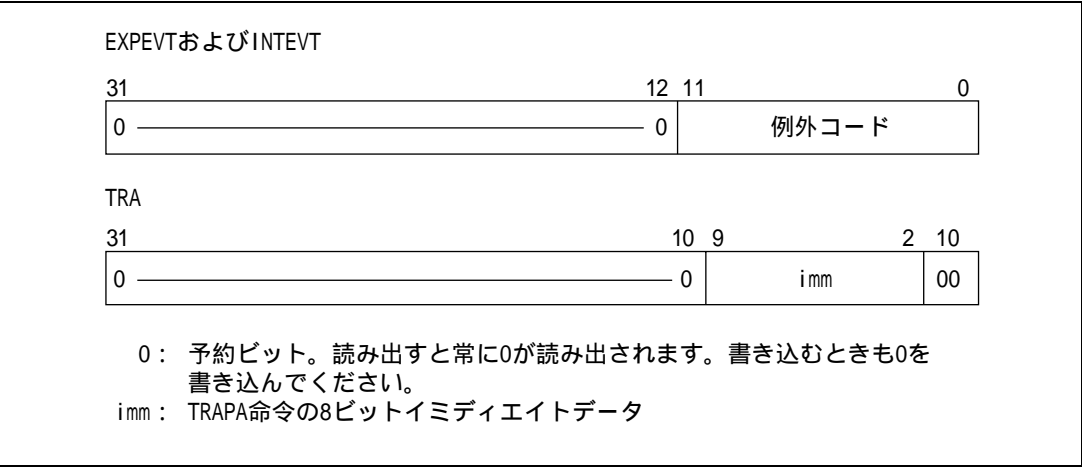 EXPEVTおよびINTEVT
31 12 11 0
0 0 例外コード
TRA
31 10 9 2 10
0 0 imm 00
0: 予約ビット。読み出すと常に0が読み出されます。書き込むときも0を
書き込んでください。
imm: TRAPA命令の8ビットイミディエイトデータ